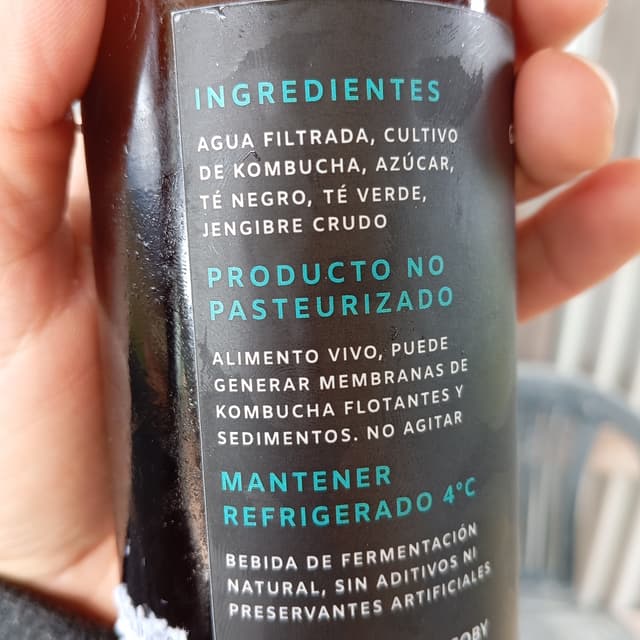 INGREDIENTES
AGUA FILTRADA, CULTIVO
DE KOMBUCHA, AZÚCAR,
TÉ NEGRO, TÉ VERDE,
JENGIBRE CRUDO
PRODUCTO NO
PASTEURIZADO
ALIMENTO VIVO, PUEDE
GENERAR MEMBRANAS DE
KOMBUCHA FLOTANTES Y
SEDIMENTOS. NO AGITAR
MANTENER
REFRIGERADO 4°C
BEBIDA DE FERMENTACIÓN
NATURAL, SIN ADITIVOS NI
PRESERVANTES ARTIFICIALES